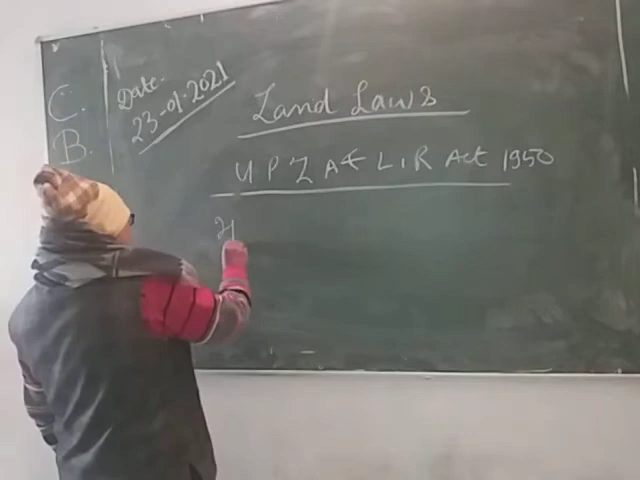 C.
B.
Date.
23-01-2021
Land Laws
U P Z A & L.R Act 1950
भू